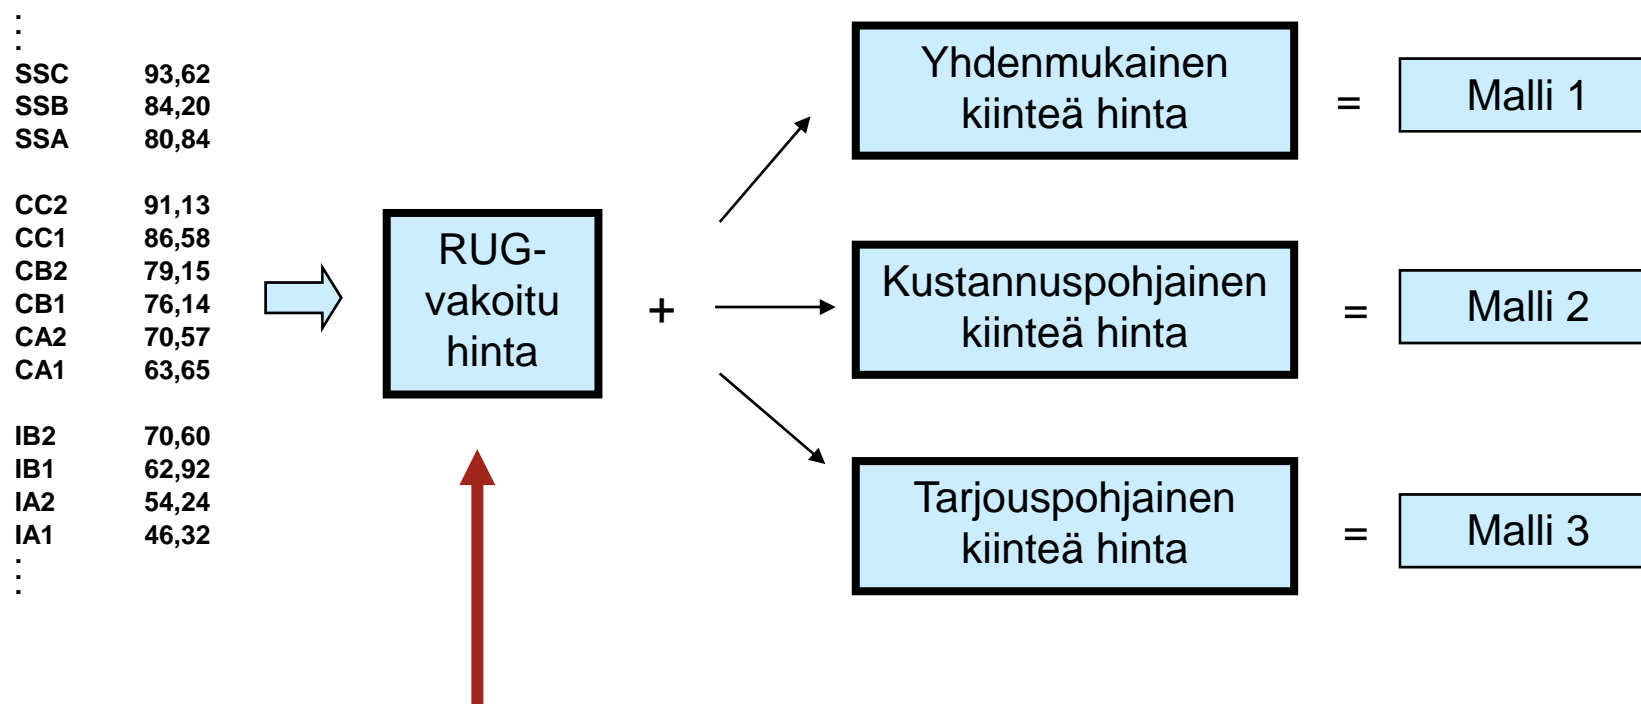 .
.
.
SSC 93,62
SSB 84,20
SSA 80,84
CC2 91,13
CC1 86,58
CB2 79,15
CB1 76,14
CA2 70,57
CA1 63,65
IB2 70,60
IB1 62,92
IA2 54,24
IA1 46,32
.
.
.
RUG-
vakoitu
hinta
+
Yhdenmukainen
kiinteä hinta
=
Malli 1
Kustannuspohjainen
kiinteä hinta
=
Malli 2
Tarjouspohjainen
kiinteä hinta
=
Malli 3